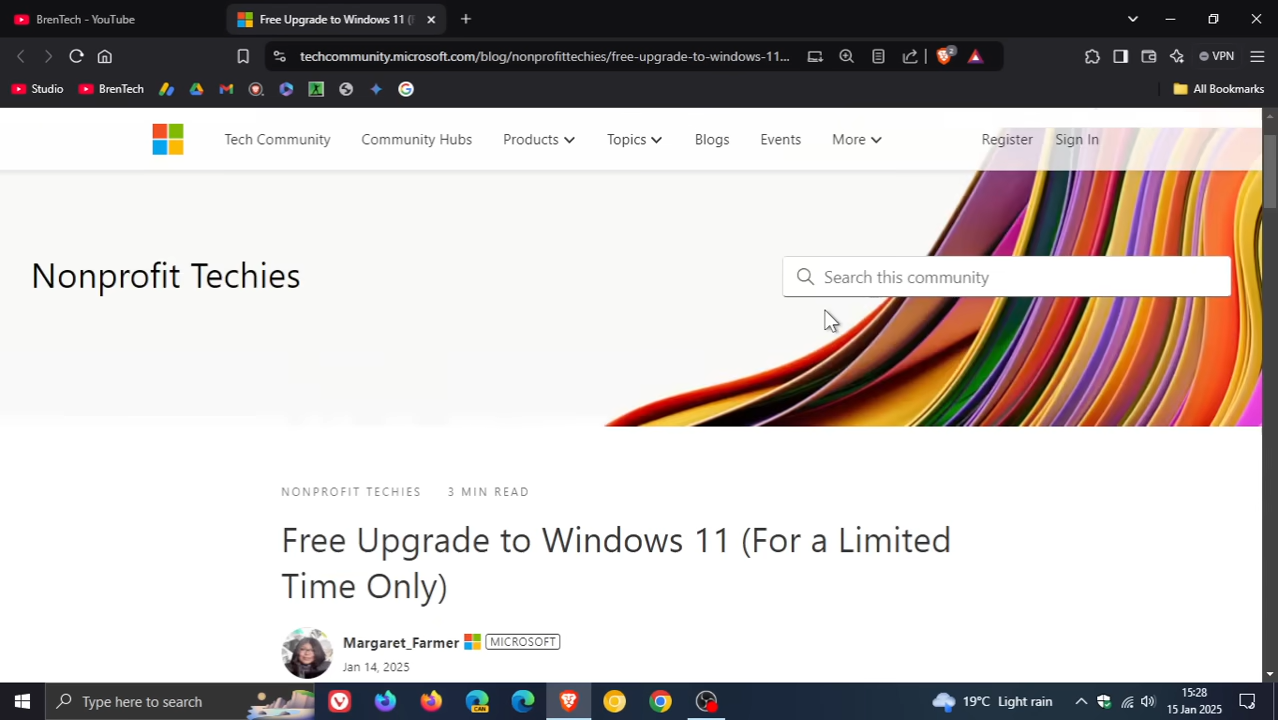 BrenTech - YouTube
Free Upgrade to Windows 11 (
techcommunity.microsoft.com/blog/nonprofittechies/free-upgrade-to-windows-11...
2
VPN
Studio
BrenTech
All Bookmarks
Tech Community
Community Hubs
Products
Topics
Blogs
Events
More
Register
Sign In
Nonprofit Techies
Search this community
NONPROFIT TECHIES 3 MIN READ
Free Upgrade to Windows 11 (For a Limited
Time Only)
Margaret_Farmer MICROSOFT
Jan 14, 2025
Type here to search
CAN
19°C Light rain
15:28
15 Jan 2025